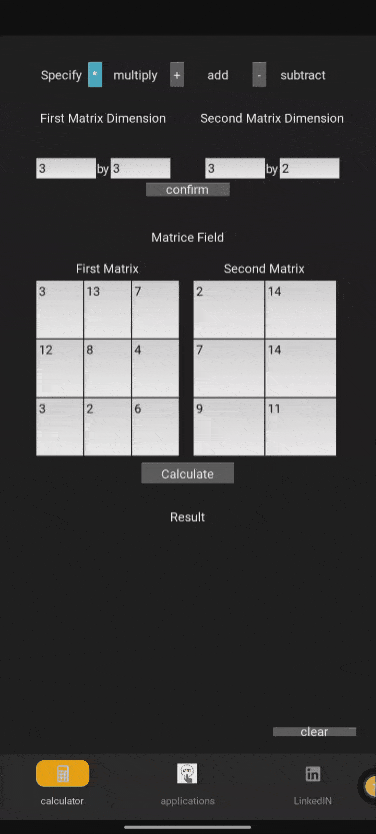 Specify * multiply + add - subtract
First Matrix Dimension Second Matrix Dimension
3 by 3 3 by 2
confirm
Matrice Field
First Matrix Second Matrix
3 13 7 2 14
12 8 4 7 14
3 2 6 9 11
Calculate
Result
clear
calculator applications LinkedIN